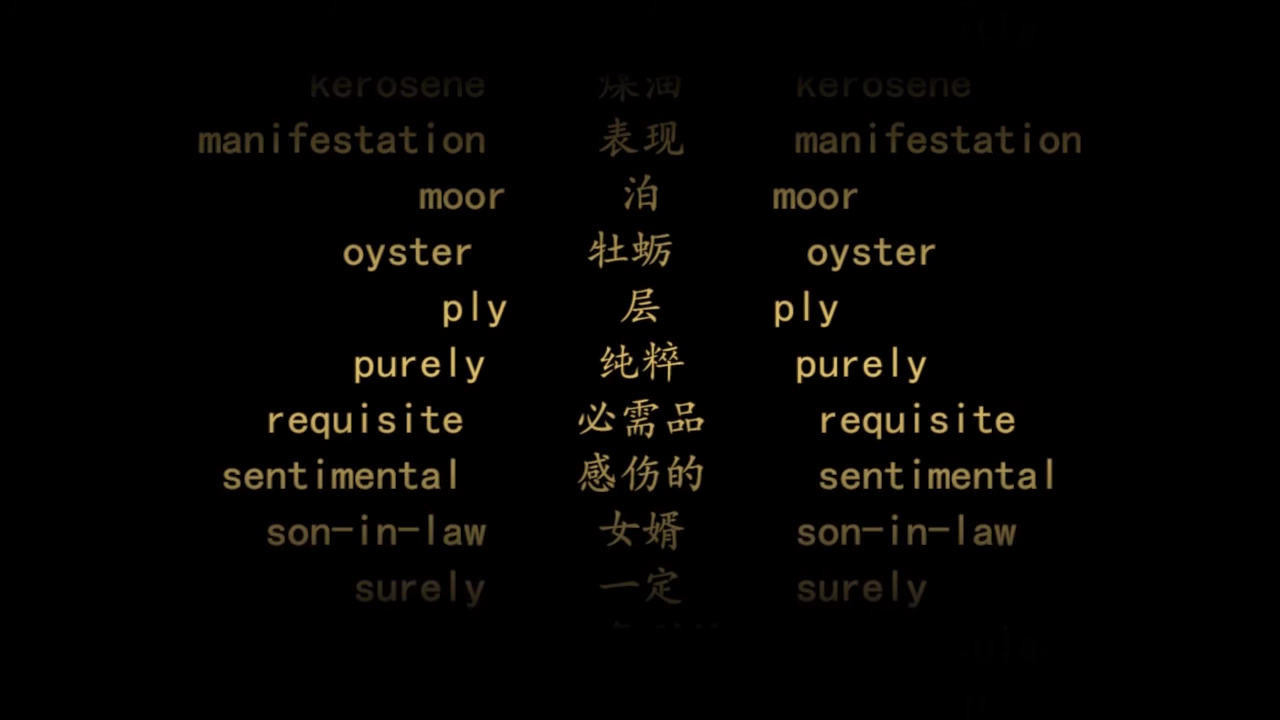 kerosene 煤油 kerosene
manifestation 表现 manifestation
moor 泊 moor
oyster 牡蛎 oyster
ply 层 ply
purely 纯粹 purely
requisite 必需品 requisite
sentimental 感伤的 sentimental
son-in-law 女婿 son-in-law
surely 一定 surely